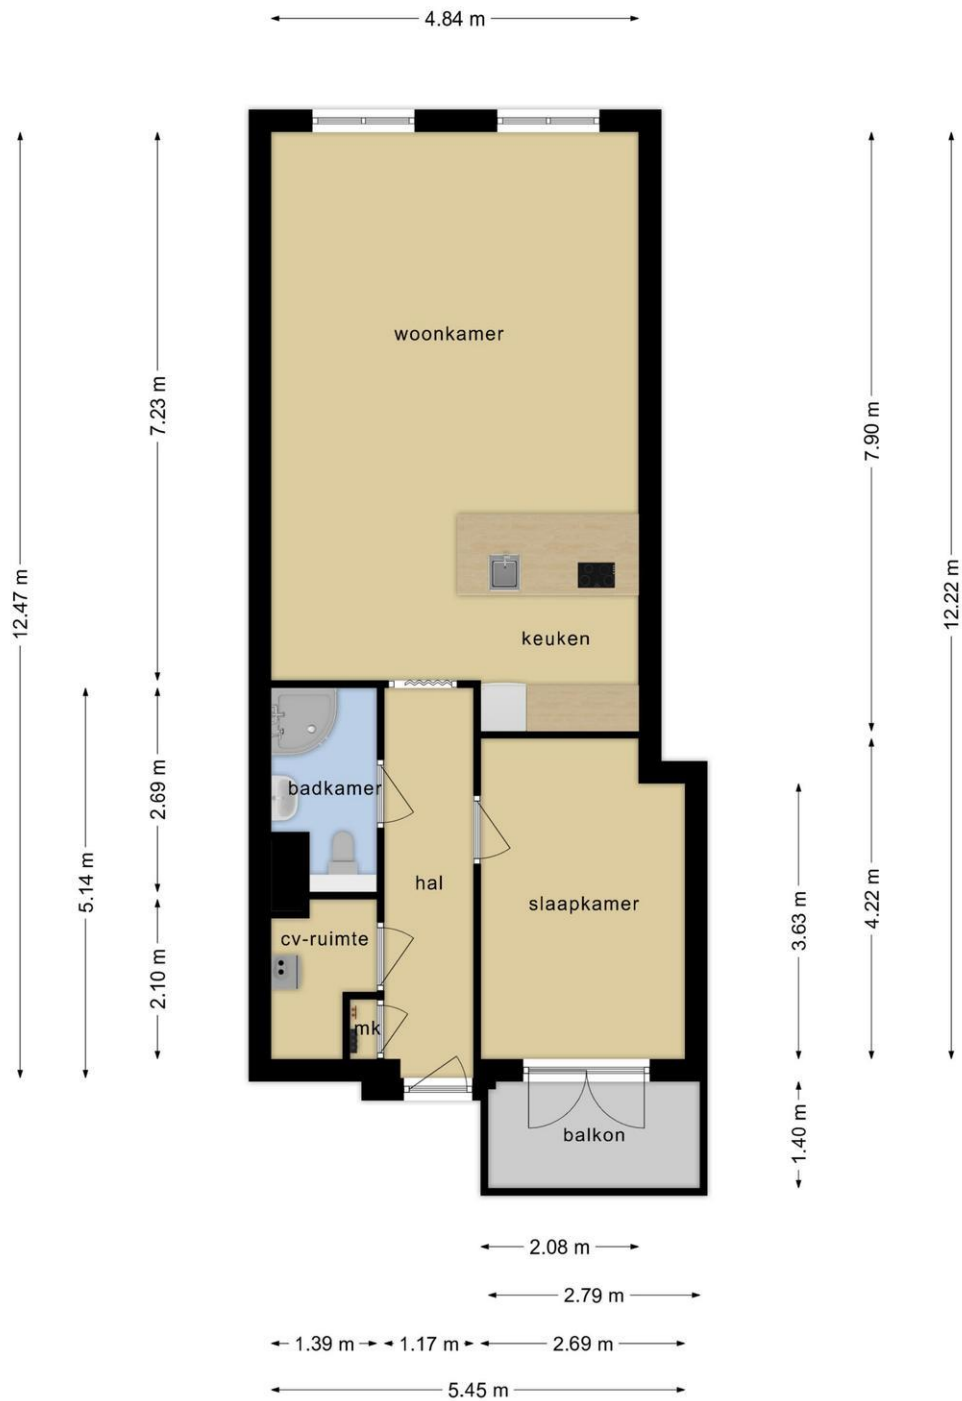 4.84 m
woonkamer
7.23 m
7.90 m
12.47 m
12.22 m
keuken
badkamer
2.69 m
5.14 m
hal
slaapkamer
3.63 m
4.22 m
cv-ruimte
2.10 m
mk
balkon
1.40 m
2.08 m
2.79 m
1.39 m
1.17 m
2.69 m
5.45 m